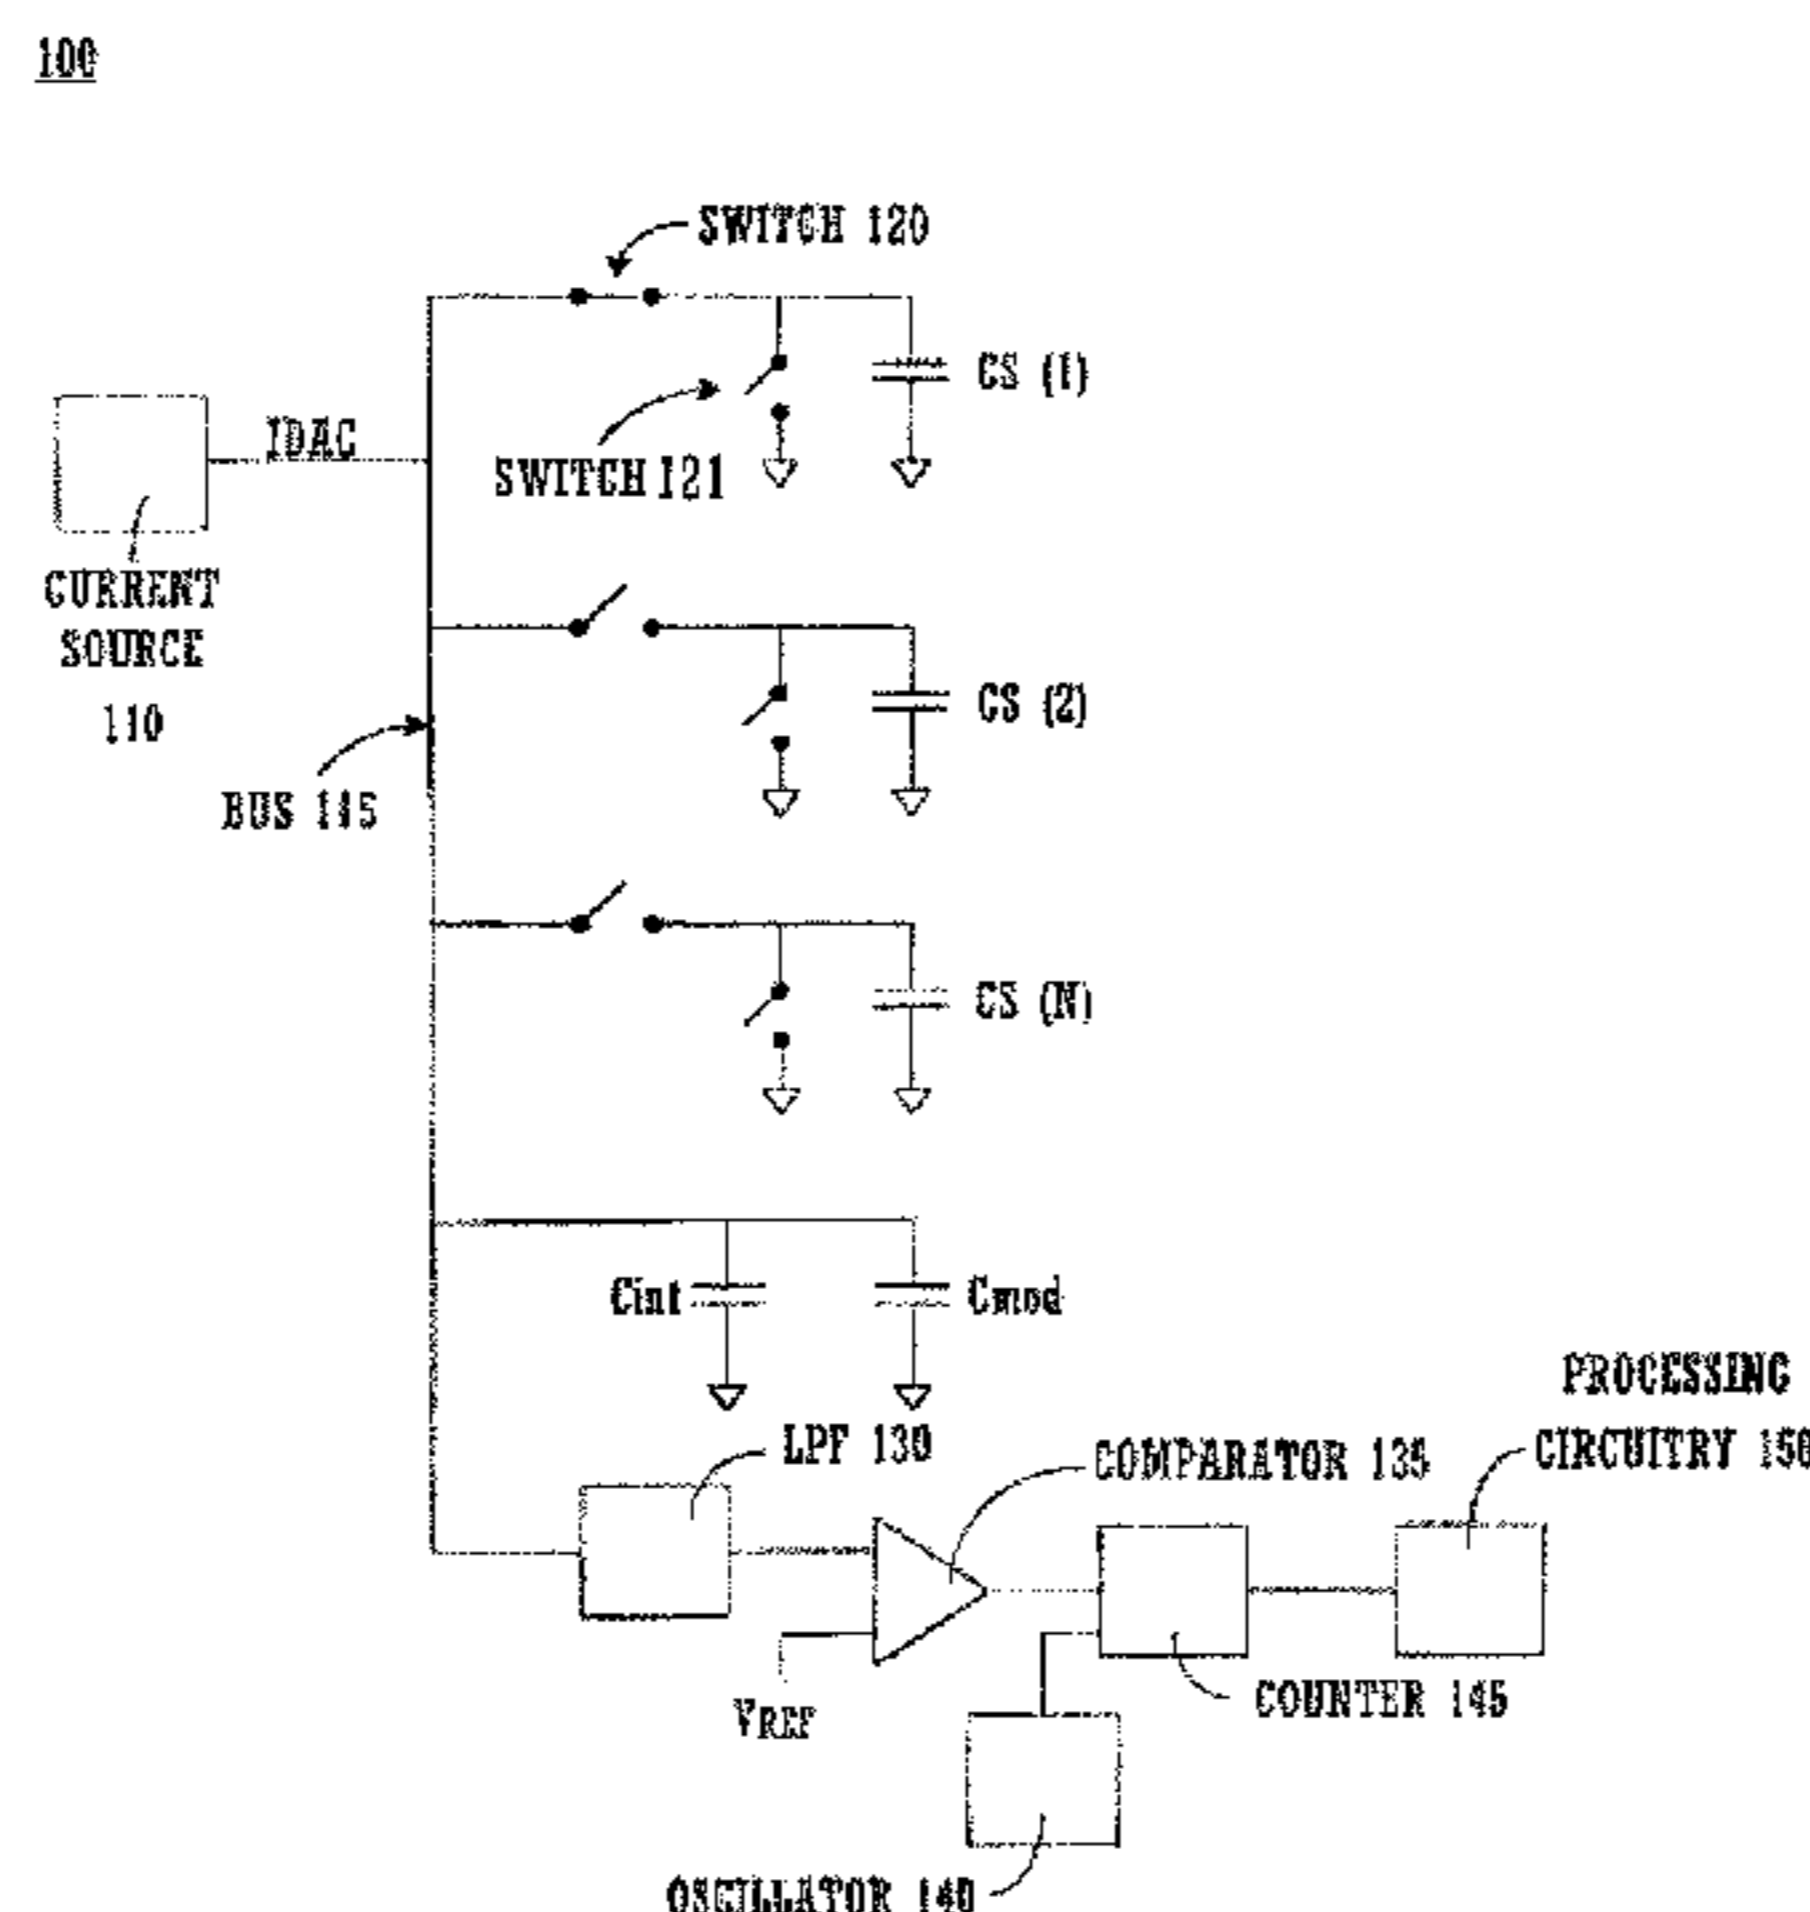 100
SWITCH 120
CS (1)
IDAC
SWITCH 121
CURRENT
SOURCE
110
CS (2)
BUS 115
CS (N)
Cint
Cmod
PROCESSING
CIRCUITRY 150
LPF 130
COMPARATOR 135
COUNTER 145
VREF
OSCILLATOR 140